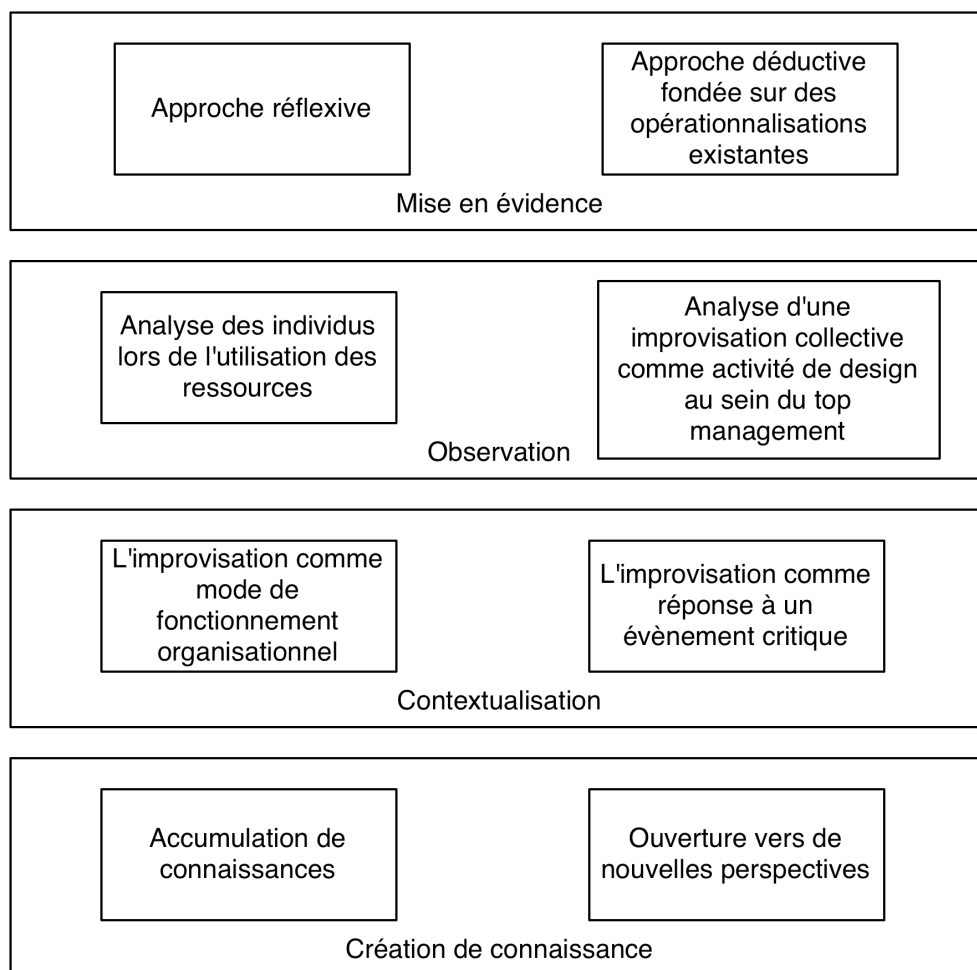 Approche réflexive
Approche déductive
fondée sur des
opérationnalisations
existantes
Mise en évidence
Analyse des individus
lors de l'utilisation des
ressources
Analyse d'une
improvisation collective
comme activité de design
au sein du top
management
Observation
L'improvisation comme
mode de
fonctionnement
organisationnel
L'improvisation comme
réponse à un
évènement critique
Contextualisation
Accumulation de
connaissances
Ouverture vers de
nouvelles perspectives
Création de connaissance